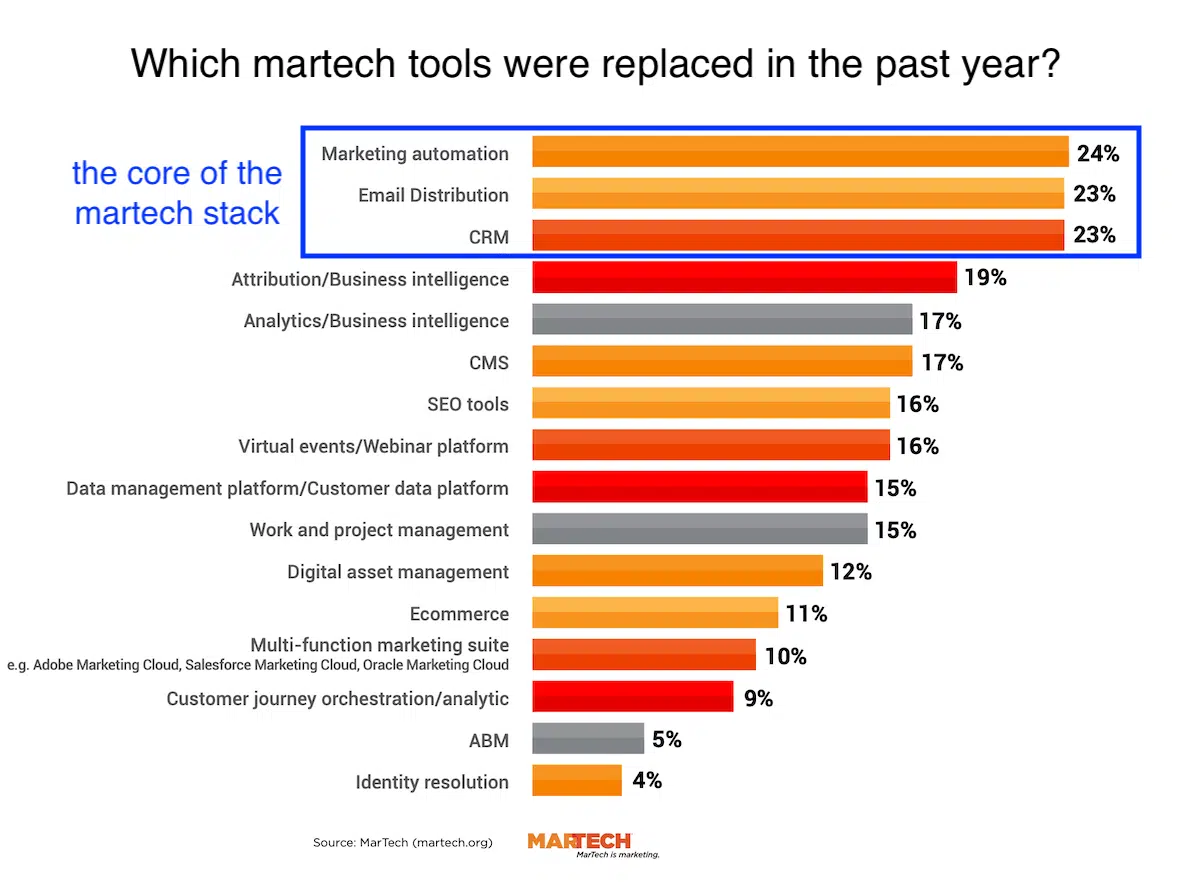 Which martech tools were replaced in the past year?
the core of the
martech stack
Marketing automation 24%
Email Distribution 23%
CRM 23%
Attribution/Business intelligence 19%
Analytics/Business intelligence 17%
CMS 17%
SEO tools 16%
Virtual events/Webinar platform 16%
Data management platform/Customer data platform 15%
Work and project management 15%
Digital asset management 12%
Ecommerce 11%
Multi-function marketing suite 10%
e.g. Adobe Marketing Cloud, Salesforce Marketing Cloud, Oracle Marketing Cloud
Customer journey orchestration/analytic 9%
ABM 5%
Identity resolution 4%
Source: MarTech (martech.org) MARTECH
MarTech is marketing.